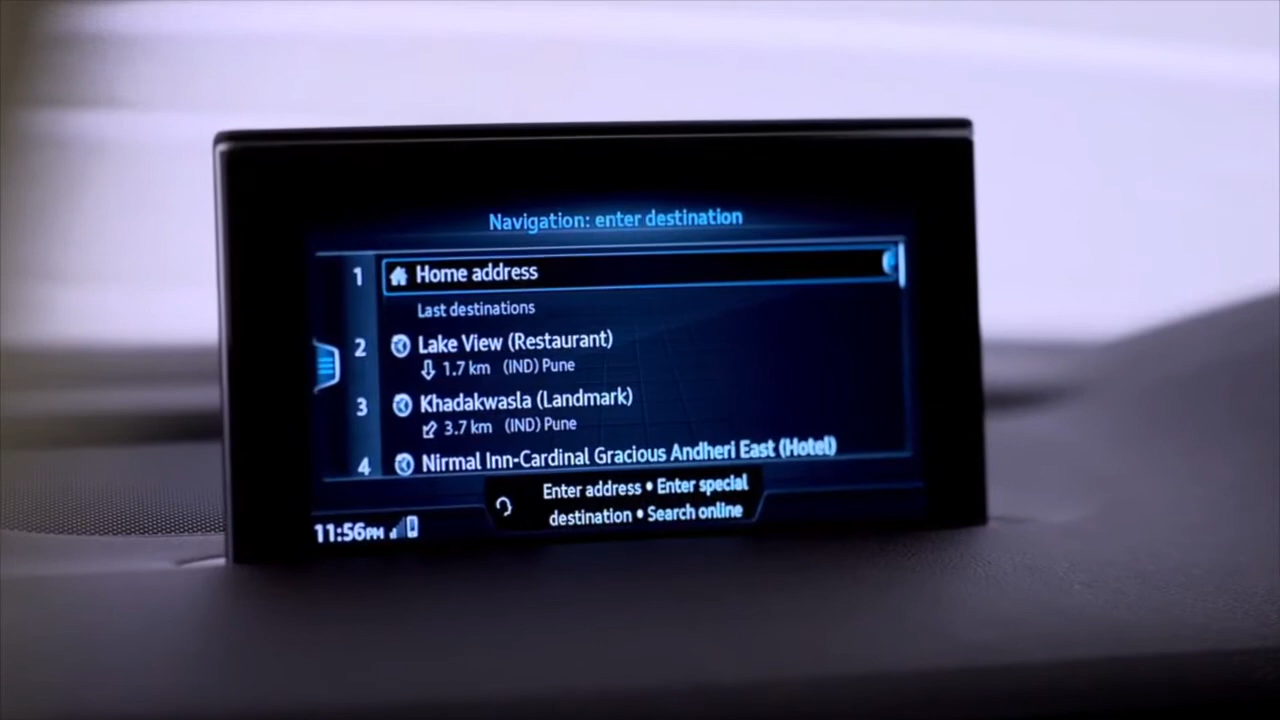 Navigation: enter destination
1 Home address
Last destinations
2 Lake View (Restaurant)
1.7 km (IND) Pune
3 Khadakwasla (Landmark)
3.7 km (IND) Pune
4 Nirmal Inn-Cardinal Gracious Andheri East (Hotel)
Enter address • Enter special
destination • Search online
11:56PM